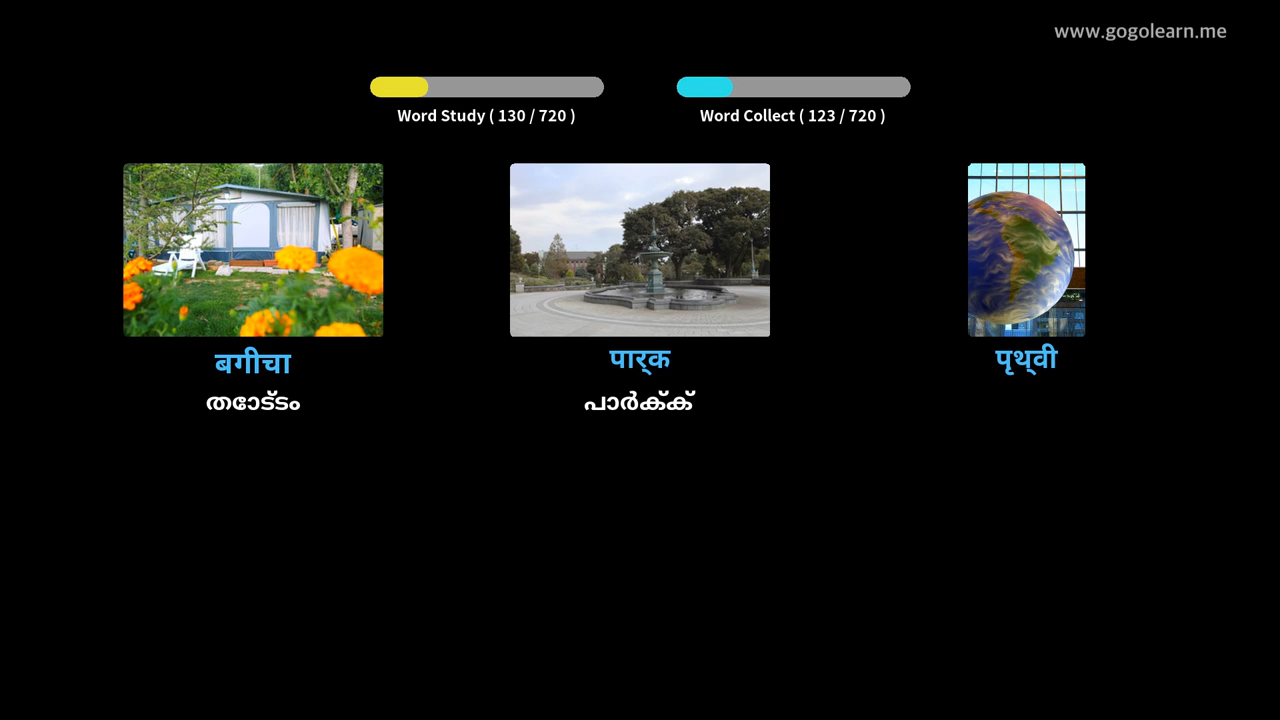 www.gogolearn.me
Word Study ( 130 / 720 )
Word Collect ( 123 / 720 )
बगीचा
തോട്ടം
पार्क
പാർക്ക്
पृथ्वी